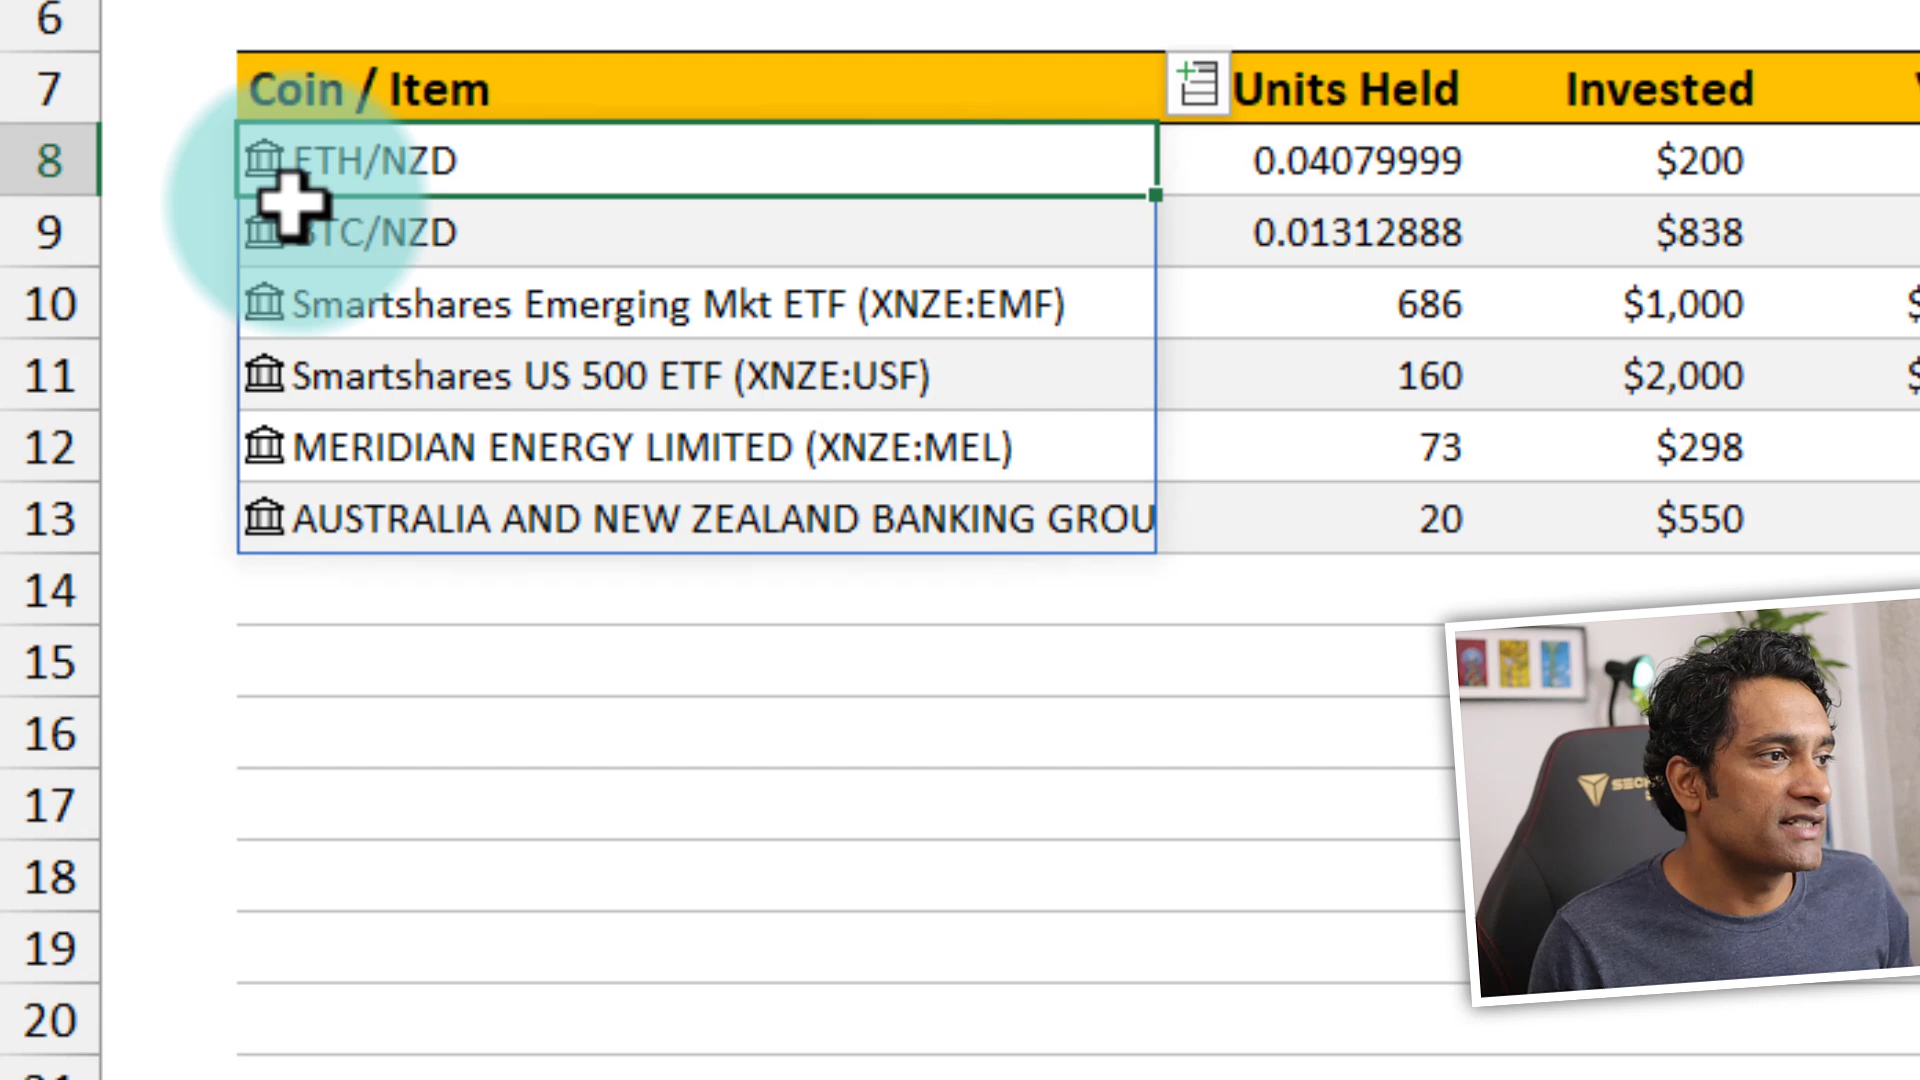 6
7 Coin / Item Units Held Invested
8 ETH/NZD 0.04079999 $200
9 BTC/NZD 0.01312888 $838
10 Smartshares Emerging Mkt ETF (XNZE:EMF) 686 $1,000 $
11 Smartshares US 500 ETF (XNZE:USF) 160 $2,000 $
12 MERIDIAN ENERGY LIMITED (XNZE:MEL) 73 $298
13 AUSTRALIA AND NEW ZEALAND BANKING GROU 20 $550
14
15
16
17
18
19
20